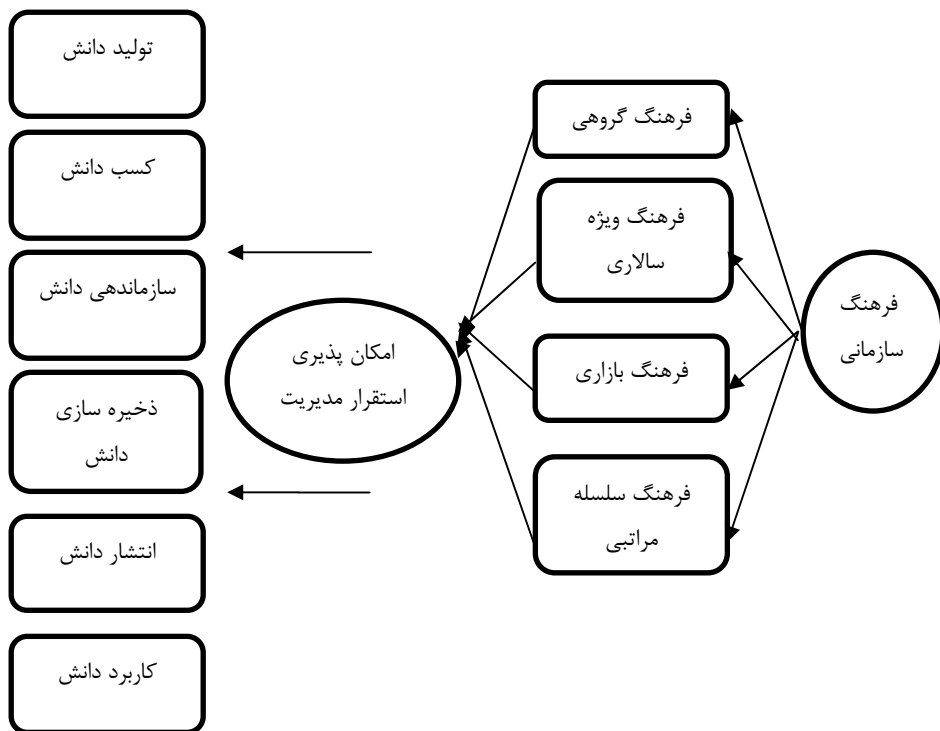 فرهنگ
سازمانی
فرهنگ گروهی
فرهنگ ویژه
سالاری
فرهنگ بازاری
فرهنگ سلسله
مراتبی
امکان پذیری
استقرار مدیریت
تولید دانش
کسب دانش
سازماندهی دانش
ذخیره سازی
دانش
انتشار دانش
کاربرد دانش